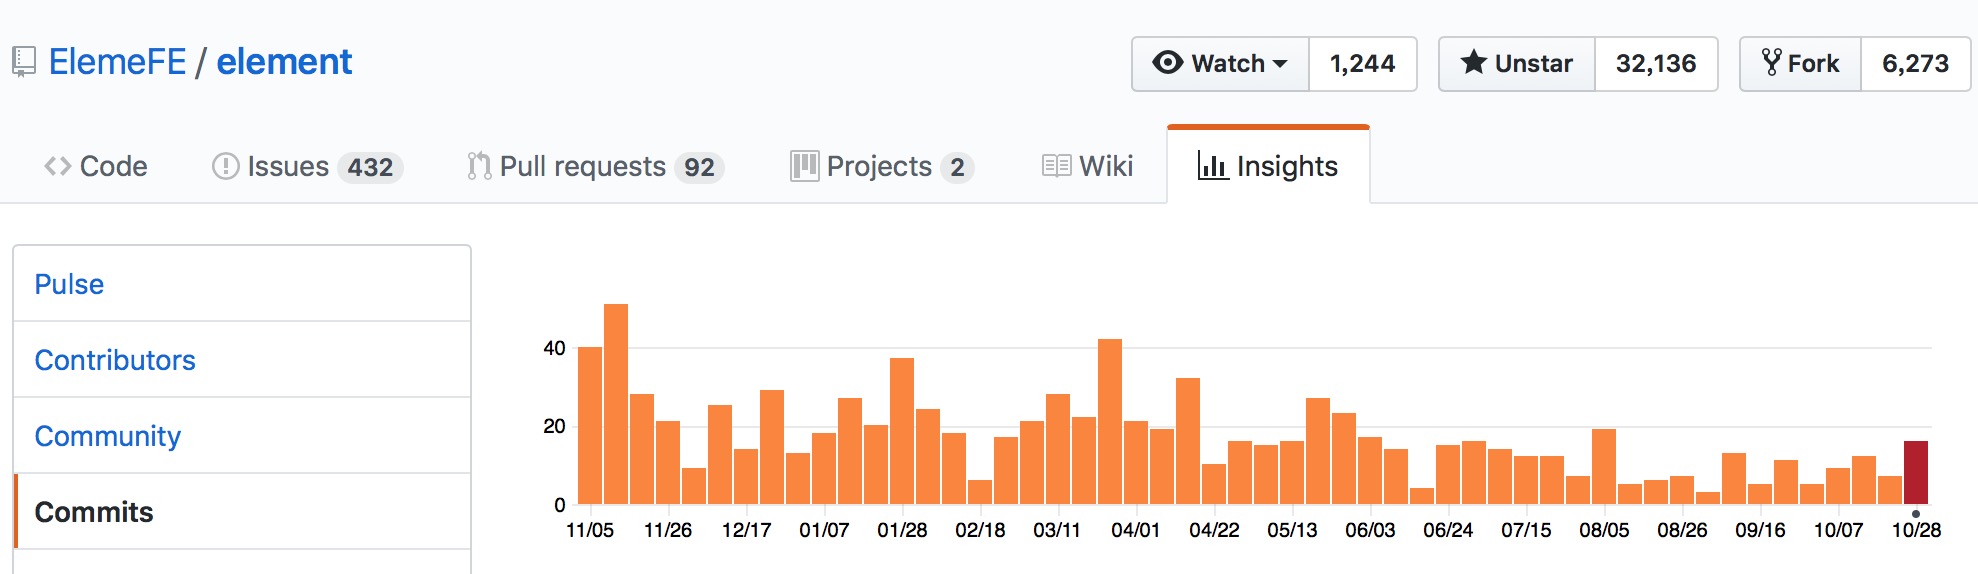 ElemeFE / element
Watch 1,244 Unstar 32,136 Fork 6,273
Code Issues 432 Pull requests 92 Projects 2 Wiki Insights
Pulse
Contributors
Community
Commits
40
20
0
11/05 11/26 12/17 01/07 01/28 02/18 03/11 04/01 04/22 05/13 06/03 06/24 07/15 08/05 08/26 09/16 10/07 10/28